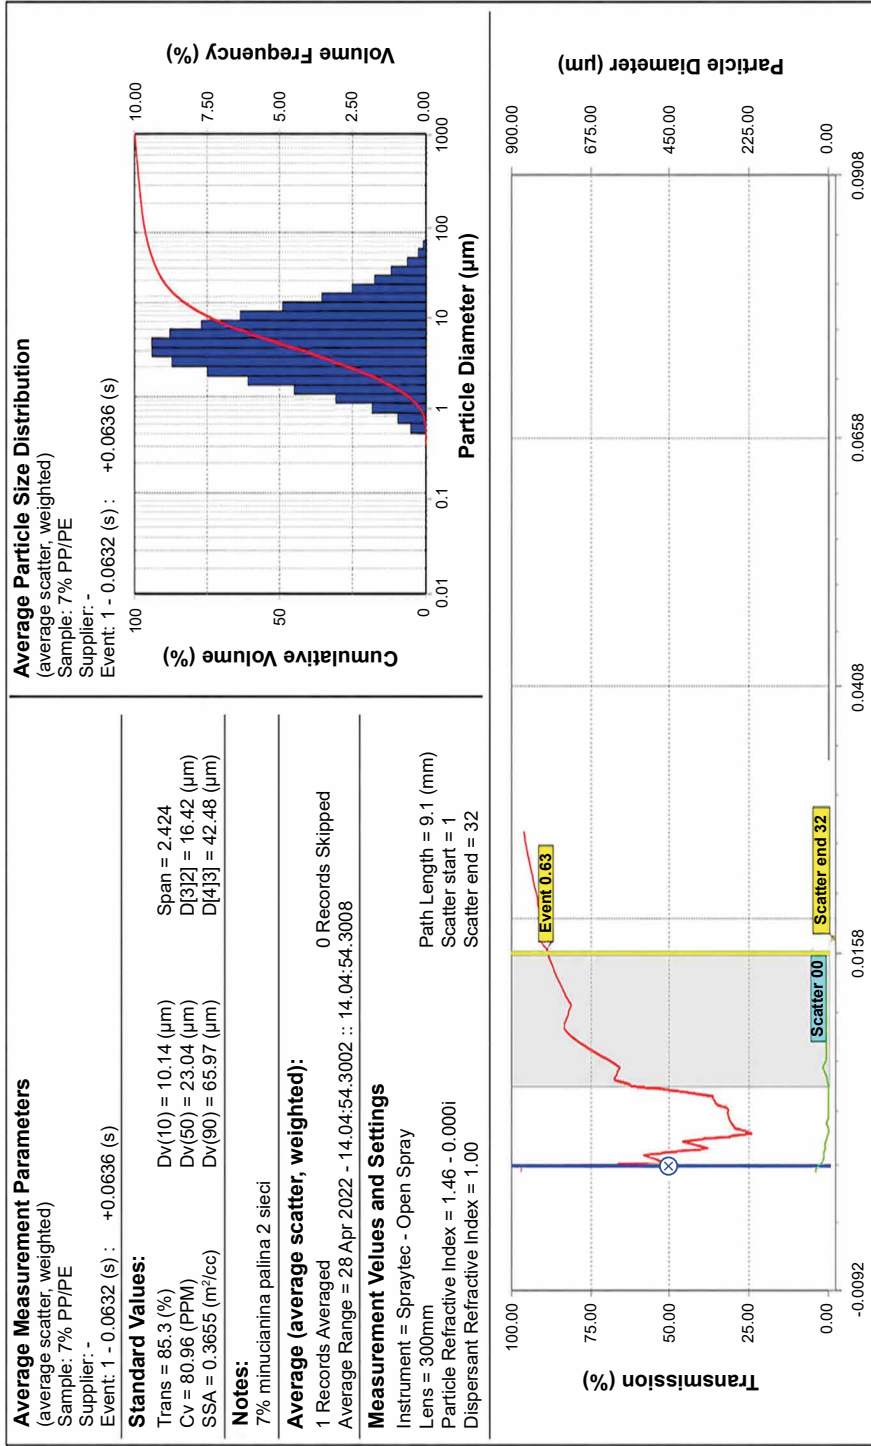 Average Measurement Parameters
(average scatter, weighted)
Sample: 7% PP/PE
Supplier: -
Event: 1 - 0.0632 (s) : +0.0636 (s)
Standard Values:
Trans = 85.3 (%) Dv(10) = 10.14 (µm) Span = 2.424
Cv = 80.96 (PPM) Dv(50) = 23.04 (µm) D[3]2] = 16.42 (µm)
SSA = 0.3655 (m²/cc) Dv(90) = 65.97 (µm) D[4]3] = 42.48 (µm)
Notes:
7% minucianina palina 2 sieci
Average (average scatter, weighted):
1 Records Averaged 0 Records Skipped
Average Range = 28 Apr 2022 - 14.04:54.3002 :: 14.04:54.3008
Measurement Velues and Settings
Instrument = Spraytec - Open Spray
Lens = 300mm Path Length = 9.1 (mm)
Particle Refractive Index = 1.46 - 0.000i Scatter start = 1
Dispersant Refractive Index = 1.00 Scatter end = 32
Average Particle Size Distribution
(average scatter, weighted)
Sample: 7% PP/PE
Supplier: -
Event: 1 - 0.0632 (s) : +0.0636 (s)
Cumulative Volume (%)
100
50
0
Volume Frequency (%)
10.00
7.50
5.00
2.50
0.00
0.01 0.1 1 10 100 1000
Particle Diameter (µm)
Transmission (%)
100.00
75.00
50.00
25.00
0.00
Event 0.63
Scatter 00
Scatter end 32
Particle Diameter (µm)
900.00
675.00
450.00
225.00
0.00
-0.0092 0.0158 0.0408 0.0658 0.0908